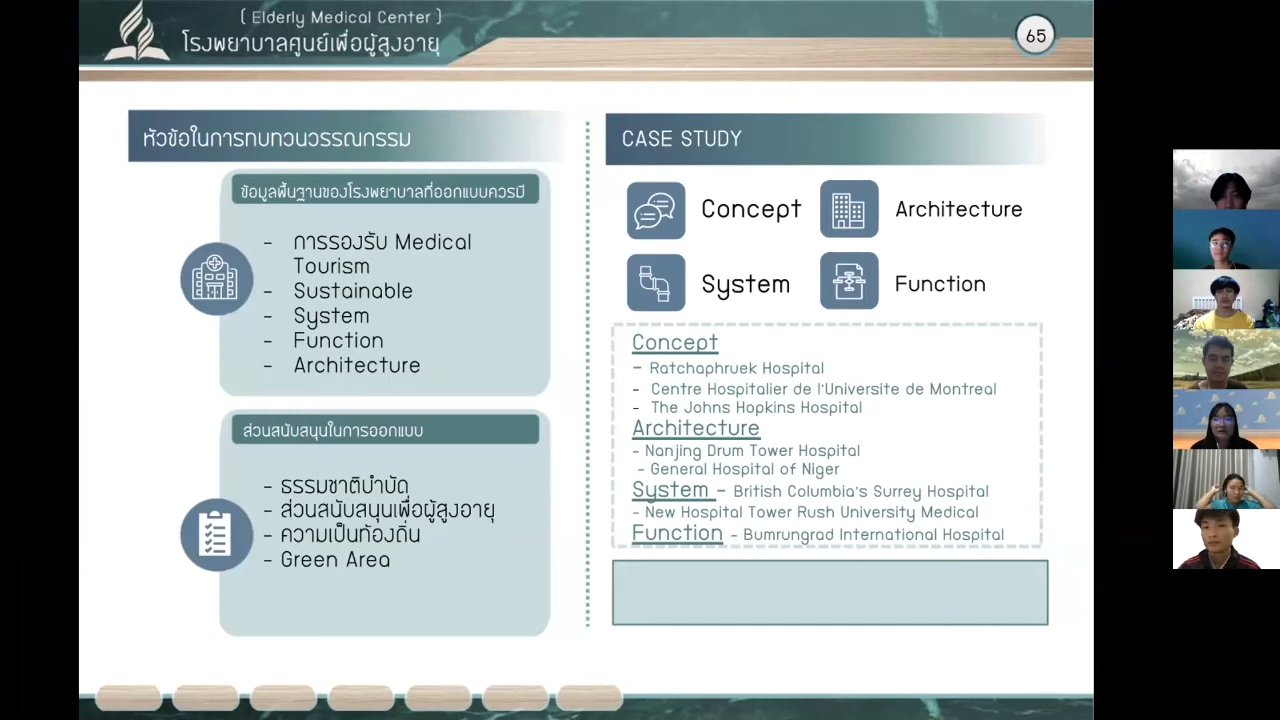 ( Elderly Medical Center )
โรงพยาบาลศูนย์เพื่อผู้สูงอายุ
65
หัวข้อในการทบทวนวรรณกรรม
ข้อมูลพื้นฐานของโรงพยาบาลที่ออกแบบควรมี
- การรองรับ Medical
Tourism
- Sustainable
- System
- Function
- Architecture
ส่วนสนับสนุนในการออกแบบ
- ธรรมชาติบำบัด
- ส่วนสนับสนุนเพื่อผู้สูงอายุ
- ความเป็นท้องถิ่น
- Green Area
CASE STUDY
Concept
Architecture
System
Function
Concept
- Ratchaphruek Hospital
- Centre Hospitalier de l'Universite de Montreal
- The Johns Hopkins Hospital
Architecture
- Nanjing Drum Tower Hospital
- General Hospital of Niger
System - British Columbia's Surrey Hospital
- New Hospital Tower Rush University Medical
Function - Bumrungrad International Hospital